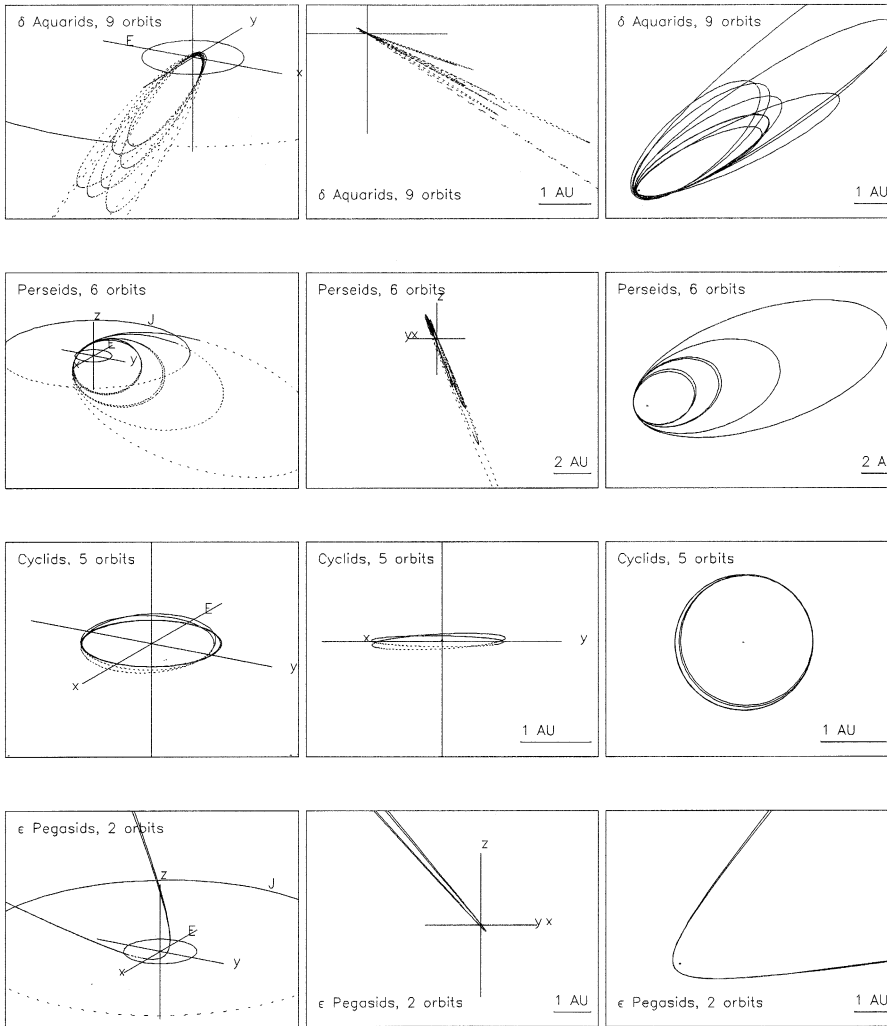 δ Aquarids, 9 orbits
y
E
x
δ Aquarids, 9 orbits
1 AU
δ Aquarids, 9 orbits
1 AU
Perseids, 6 orbits
z
J
E
x
y
Perseids, 6 orbits
z
yx
2 AU
Perseids, 6 orbits
2 A
Cyclids, 5 orbits
E
x
y
Cyclids, 5 orbits
x
y
1 AU
Cyclids, 5 orbits
1 AU
ε Pegasids, 2 orbits
z
J
E
x
y
z
y x
ε Pegasids, 2 orbits
1 AU
ε Pegasids, 2 orbits
1 AU